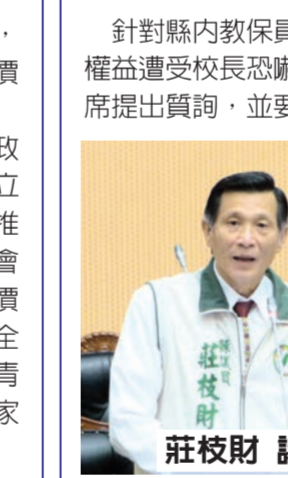 ，
價
政
立
推
會
價
全
青
家
針對縣內教保員
權益遭受校長恐嚇
席提出質詢，並要
莊枝財
莊枝財